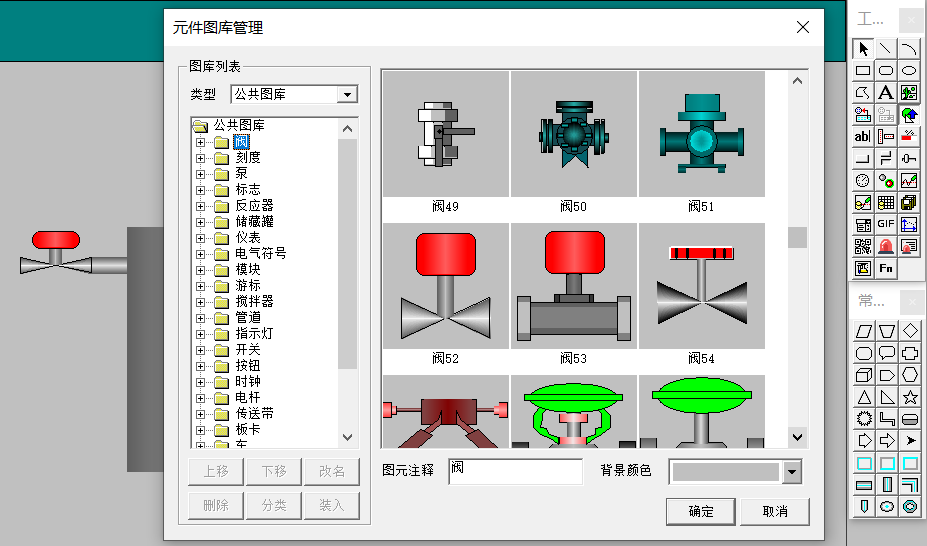 元件图库管理
工...
图库列表
类型
公共图库
公共图库
阀
刻度
泵
标志
反应器
储藏罐
仪表
电气符号
模块
游标
搅拌器
管道
指示灯
开关
按钮
时钟
电杆
传送带
板卡
车
上移
下移
改名
删除
分类
装入
阀49
阀50
阀51
阀52
阀53
阀54
图元注释
阀
背景颜色
确定
取消
A
ab|
GIF
Fn
常...